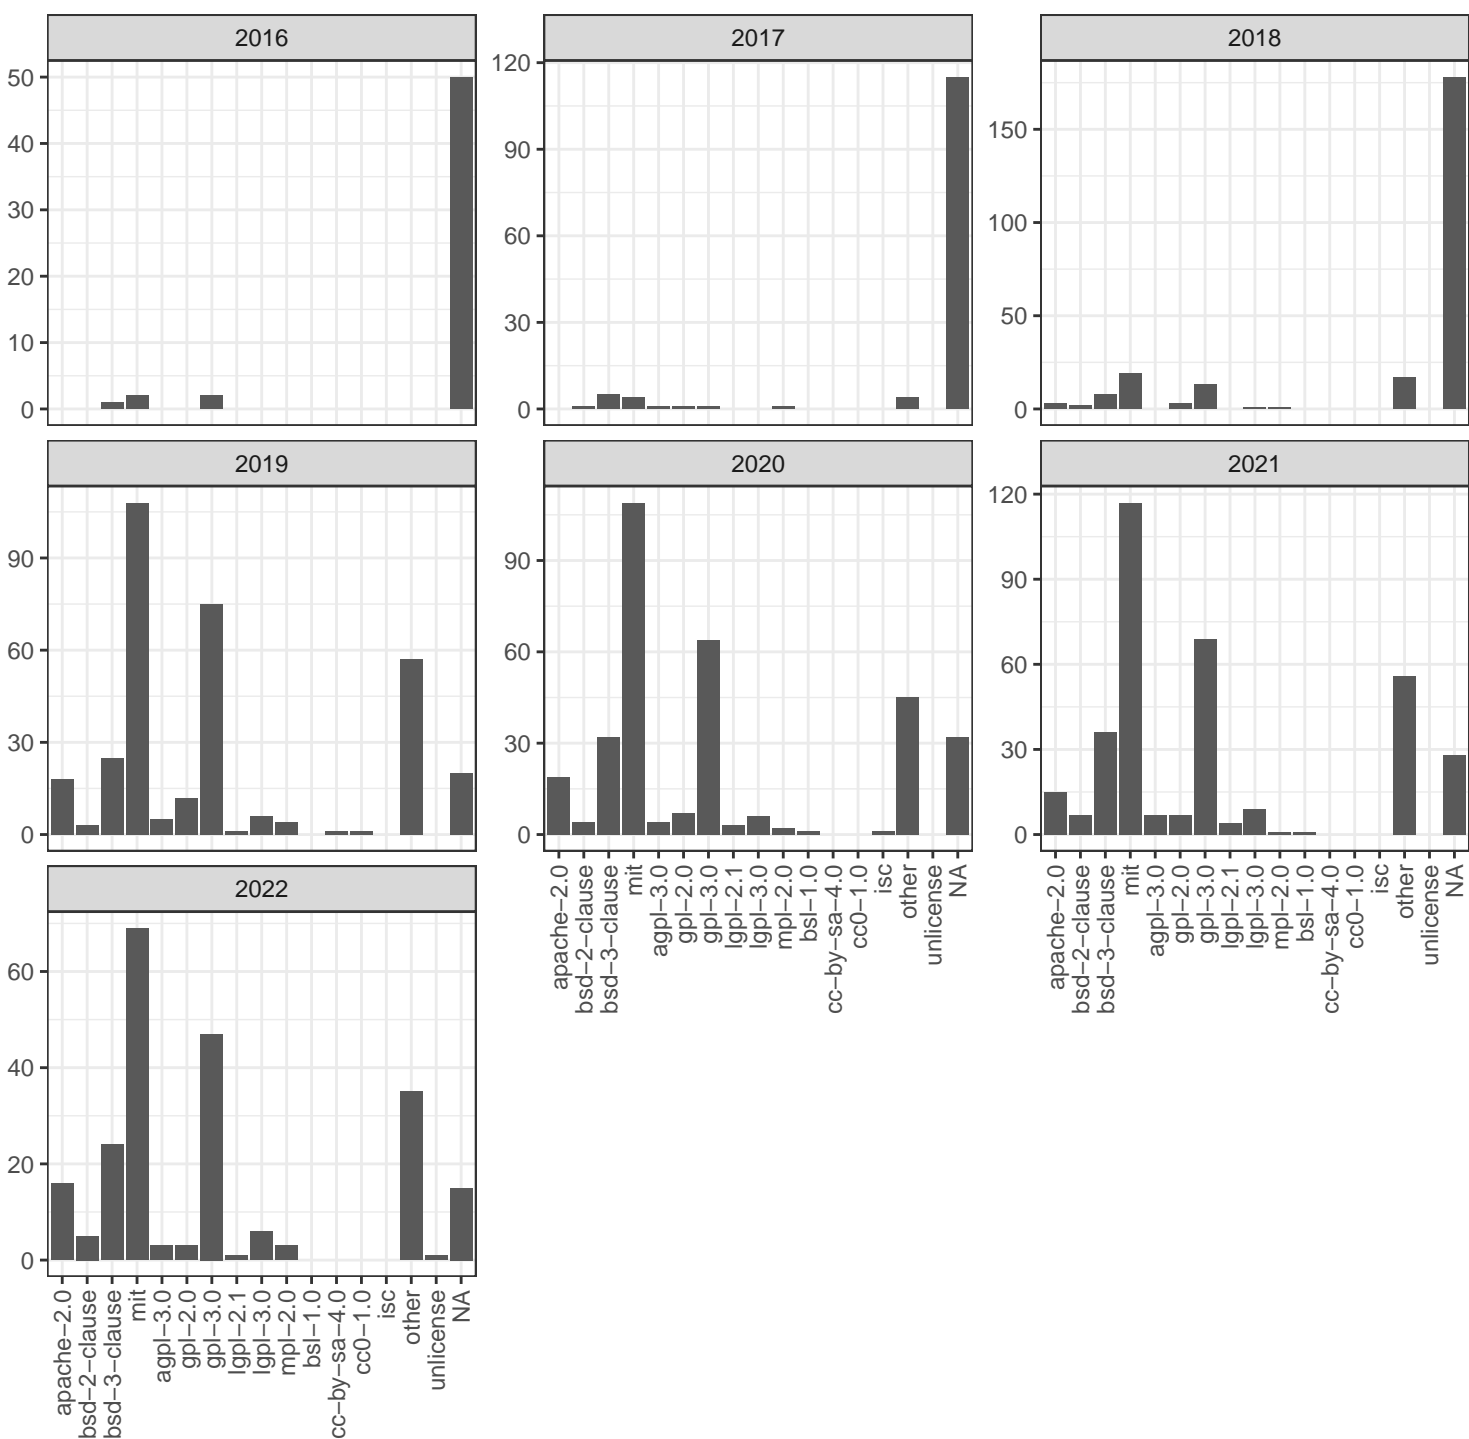 2016
2017
2018
50
40
30
20
10
0
120
90
60
30
0
150
100
50
0
2019
2020
2021
90
60
30
0
90
60
30
0
120
90
60
30
0
apache−2.0
bsd−2−clause
bsd−3−clause
mit
agpl−3.0
gpl−2.0
gpl−3.0
lgpl−2.1
lgpl−3.0
mpl−2.0
bsl−1.0
cc−by−sa−4.0
cc0−1.0
isc
other
unlicense
NA
apache−2.0
bsd−2−clause
bsd−3−clause
mit
agpl−3.0
gpl−2.0
gpl−3.0
lgpl−2.1
lgpl−3.0
mpl−2.0
bsl−1.0
cc−by−sa−4.0
cc0−1.0
isc
other
unlicense
NA
2022
60
40
20
0
apache−2.0
bsd−2−clause
bsd−3−clause
mit
agpl−3.0
gpl−2.0
gpl−3.0
lgpl−2.1
lgpl−3.0
mpl−2.0
bsl−1.0
cc−by−sa−4.0
cc0−1.0
isc
other
unlicense
NA